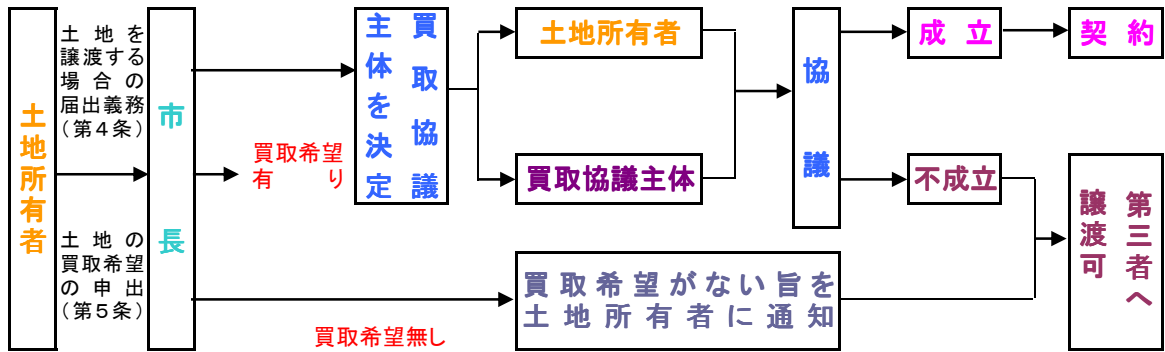 土地所有者
土地を
譲渡する
場合の
届出義務
（第４条）
土地の
買取希望
の申出
（第５条）
市長
買取希望
有り
買取希望無し
買取協議
主体を決定
土地所有者
買取協議主体
買取希望がない旨を
土地所有者に通知
協議
成立
不成立
契約
第三者へ
譲渡可